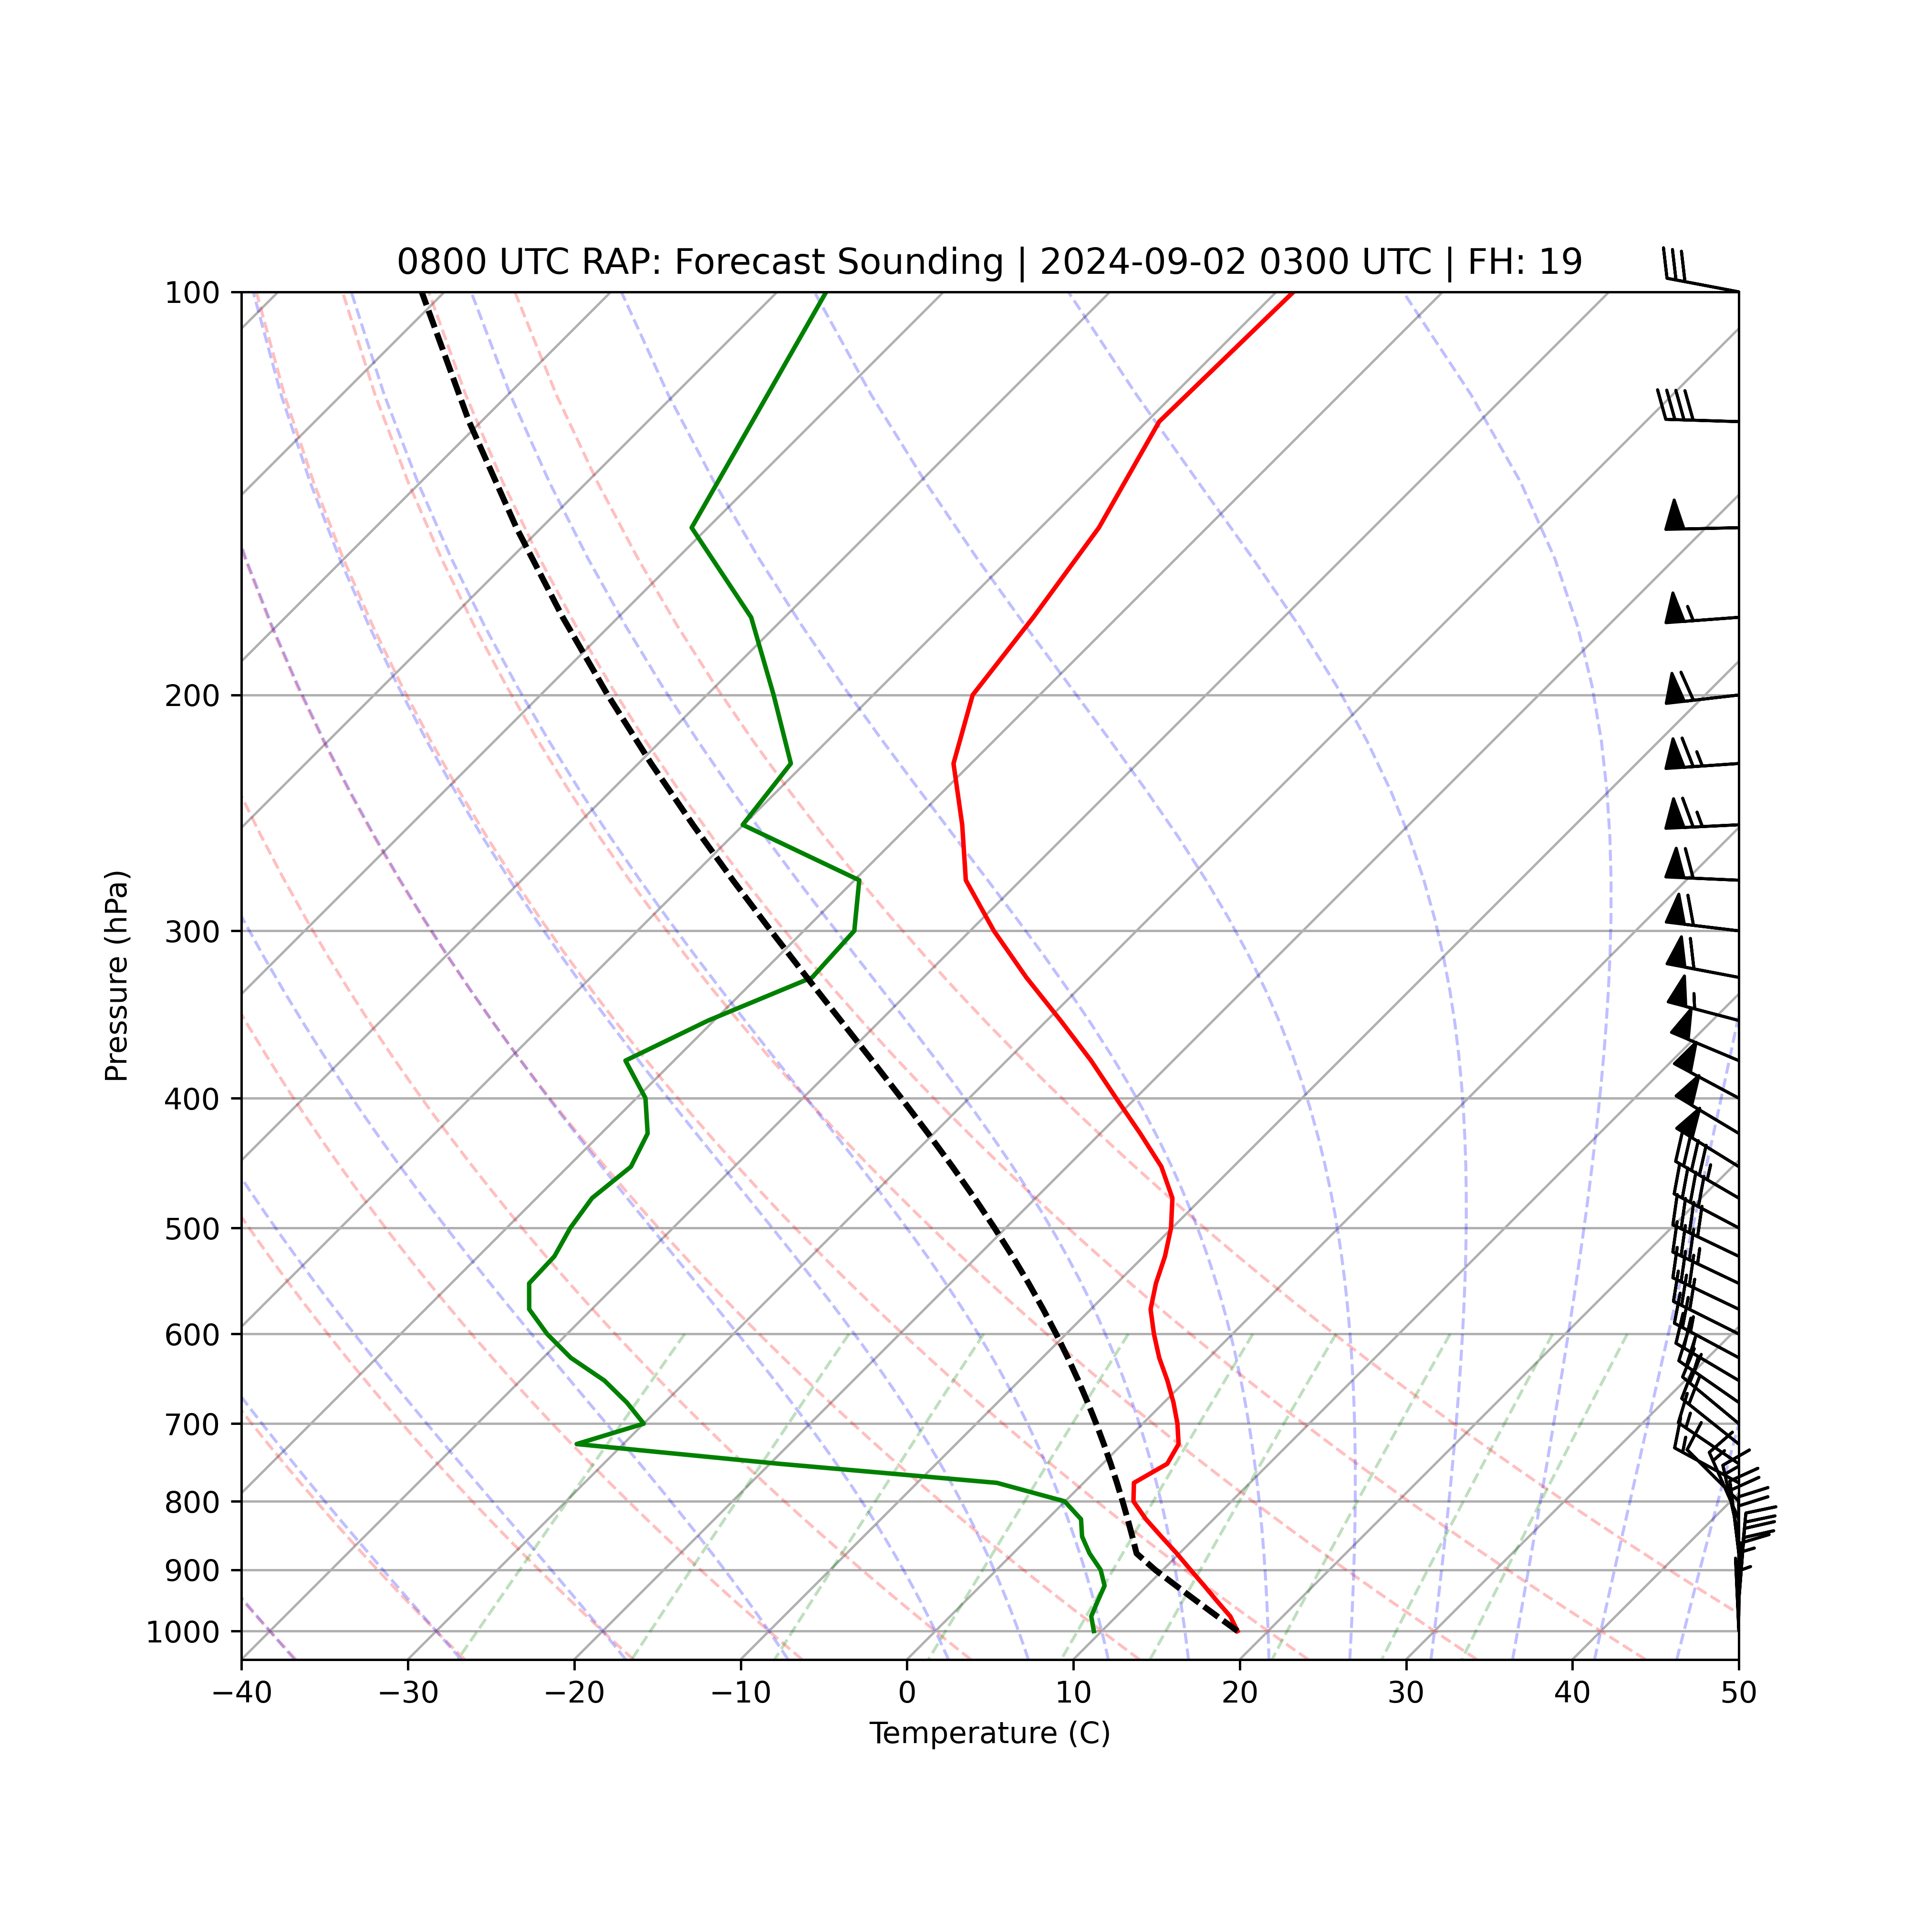 0800 UTC RAP: Forecast Sounding | 2024-09-02 0300 UTC | FH: 19
100
200
300
400
500
600
700
800
900
1000
Pressure (hPa)
−40 −30 −20 −10 0 10 20 30 40 50
Temperature (C)